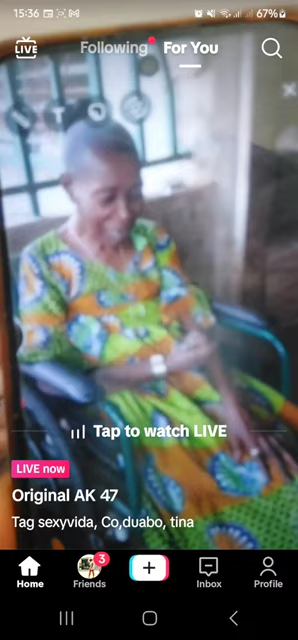 15:36
67%
LIVE
Following
For You
Tap to watch LIVE
LIVE now
Original AK 47
Tag sexyvida, Co,duabo, tina
3
Home
Friends
Inbox
Profile